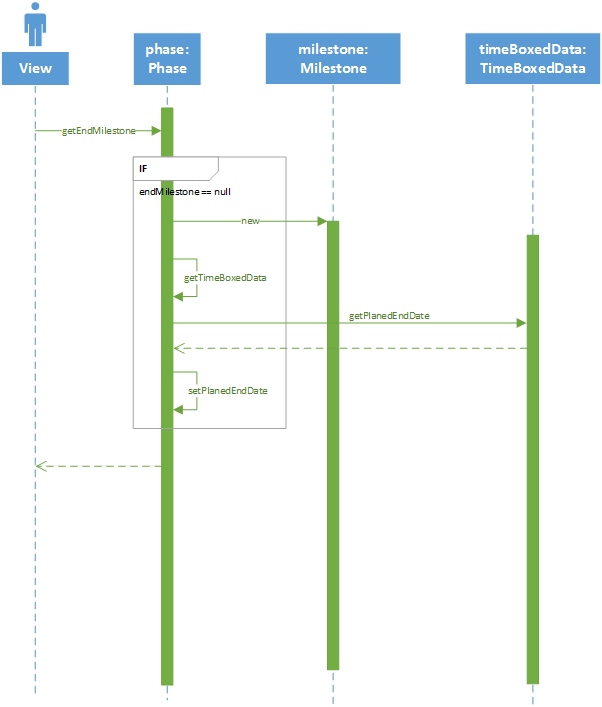 View
phase:
Phase
milestone:
Milestone
timeBoxedData:
TimeBoxedData
getEndMilestone
IF
endMilestone == null
new
getTimeBoxedData
getPlanedEndDate
setPlanedEndDate